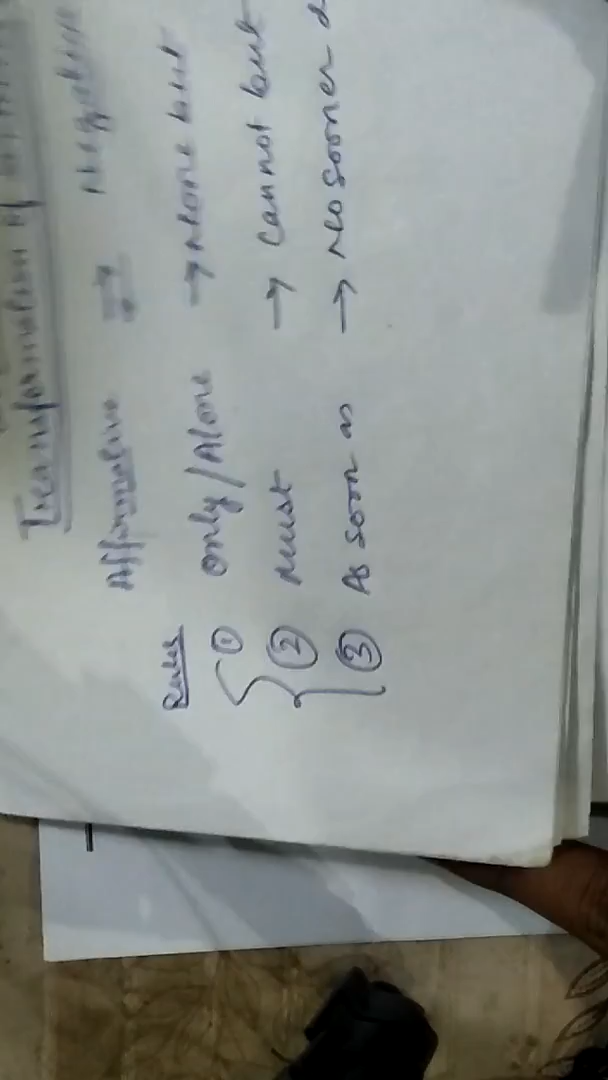 Transformation of
Affirmative ⇌ Negative
Rules ① only/Alone → None but
② Must → cannot but
③ As soon as → No sooner